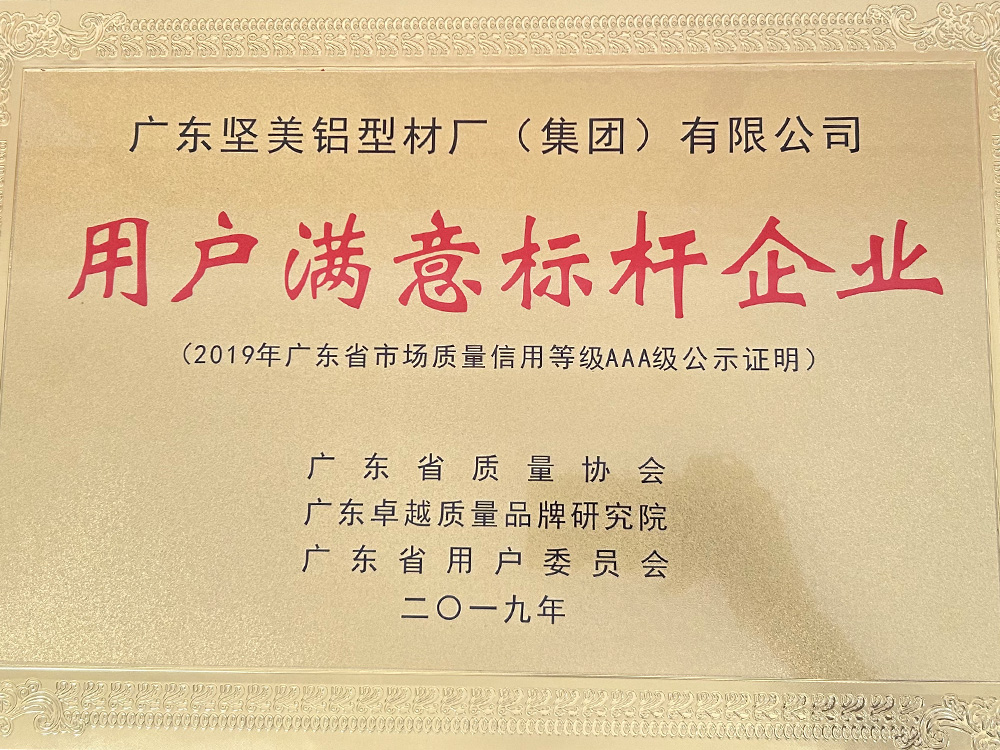 广东坚美铝型材厂（集团）有限公司
用户满意标杆企业
（2019年广东省市场质量信用等级AAA级公示证明）
广东省质量协会
广东卓越质量品牌研究院
广东省用户委员会
二〇一九年